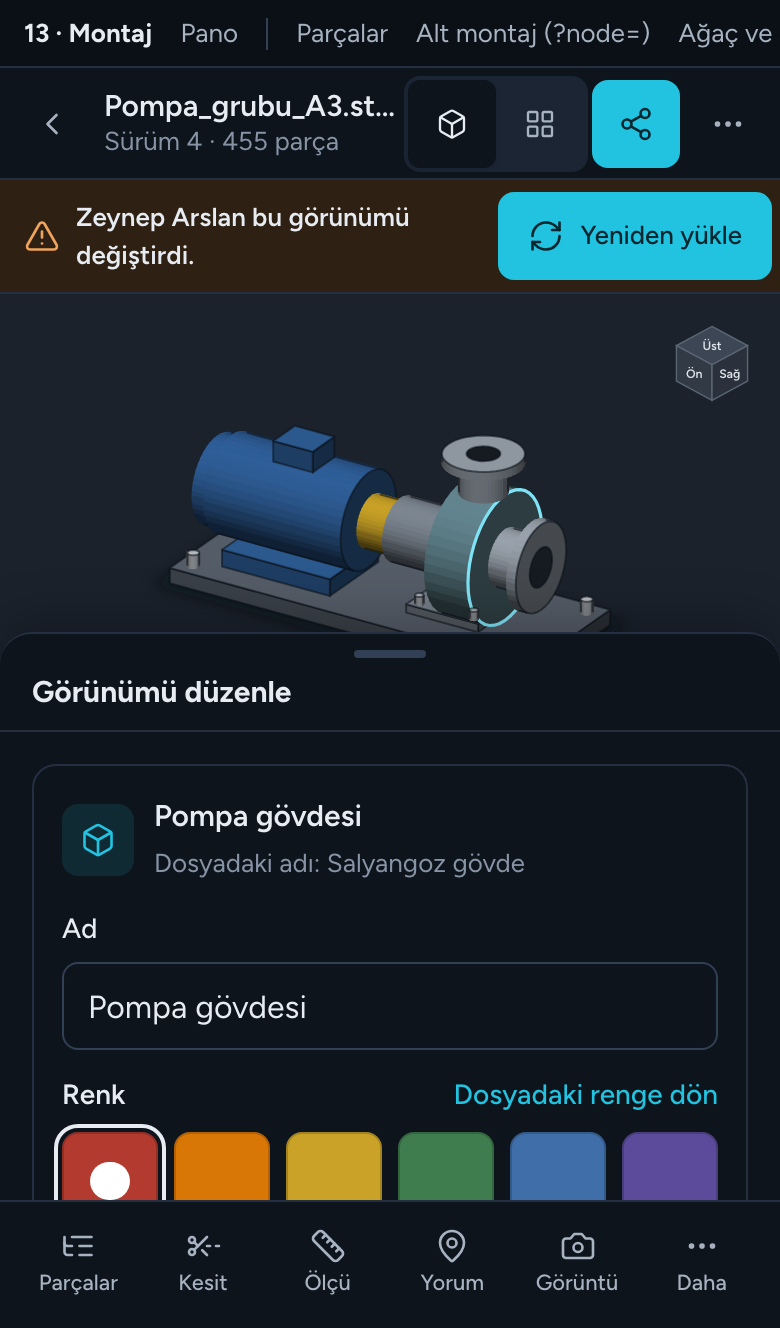 13 · Montaj Pano Parçalar Alt montaj (?node=) Ağaç ve
Pompa_grubu_A3.st...
Sürüm 4 · 455 parça
Zeynep Arslan bu görünümü
değiştirdi.
Yeniden yükle
Üst
Ön Sağ
Görünümü düzenle
Pompa gövdesi
Dosyadaki adı: Salyangoz gövde
Ad
Pompa gövdesi
Renk Dosyadaki renge dön
Parçalar Kesit Ölçü Yorum Görüntü Daha